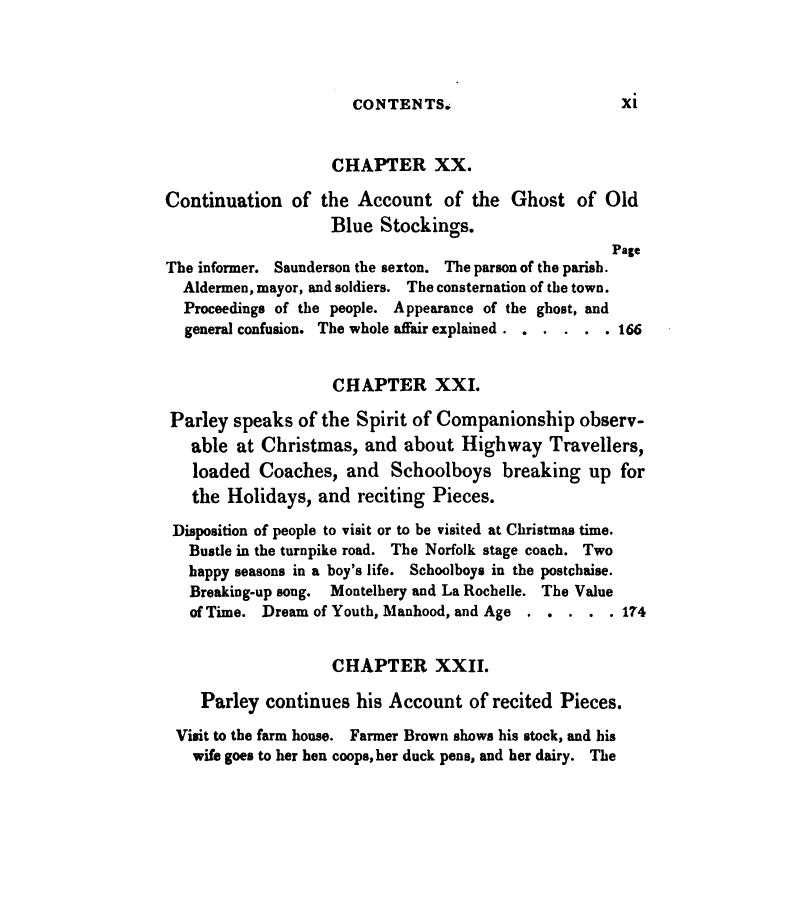 CONTENTS.
xi
CHAPTER XX.
Continuation of the Account of the Ghost of Old
Blue Stockings.
Page
The informer. Saunderson the sexton. The parson of the parish.
Aldermen, mayor, and soldiers. The consternation of the town.
Proceedings of the people. Appearance of the ghost, and
general confusion. The whole affair explained . . . . . . 166
CHAPTER XXI.
Parley speaks of the Spirit of Companionship observ-
able at Christmas, and about Highway Travellers,
loaded Coaches, and Schoolboys breaking up for
the Holidays, and reciting Pieces.
Disposition of people to visit or to be visited at Christmas time.
Bustle in the turnpike road. The Norfolk stage coach. Two
happy seasons in a boy's life. Schoolboys in the postchaise.
Breaking-up song. Montelhery and La Rochelle. The Value
of Time. Dream of Youth, Manhood, and Age . . . . . 174
CHAPTER XXII.
Parley continues his Account of recited Pieces.
Visit to the farm house. Farmer Brown shows his stock, and his
wife goes to her hen coops, her duck pens, and her dairy. The